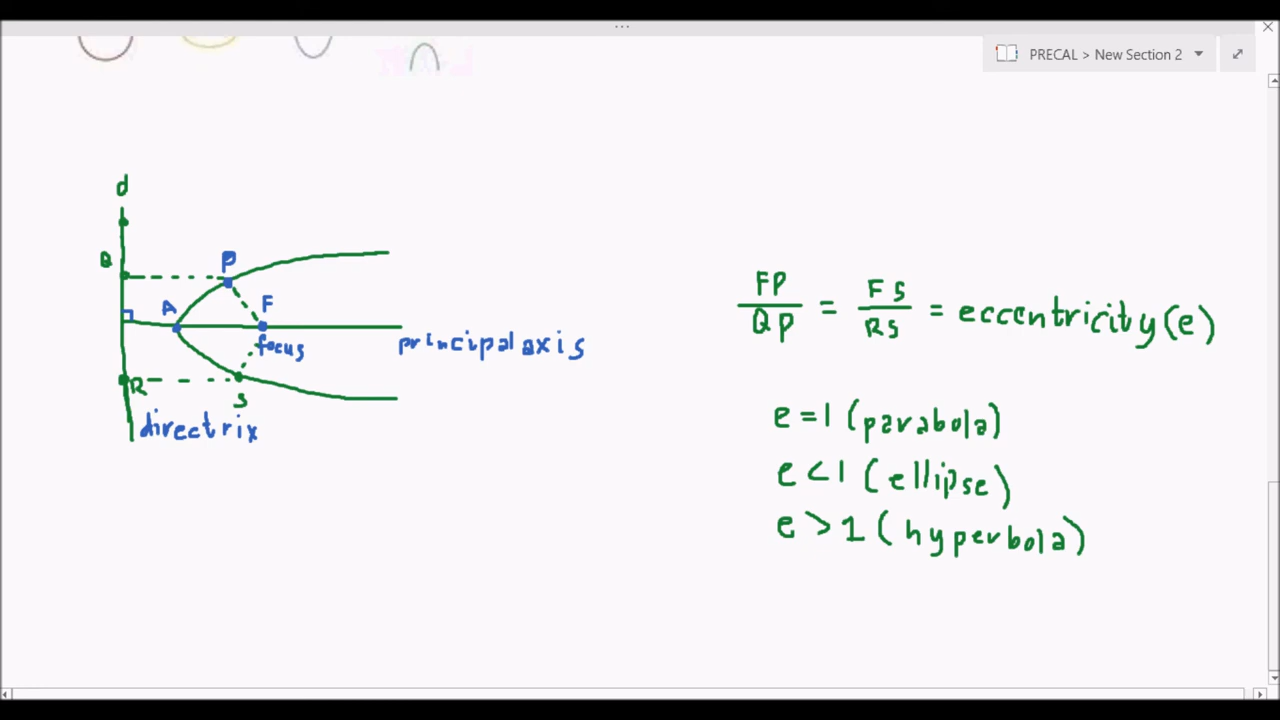 PRECAL > New Section 2
d
Q
P
A
F
focus
principal axis
R
S
directrix
FP/QP = FS/RS = eccentricity (e)
e = 1 (parabola)
e < 1 (ellipse)
e > 1 (hyperbola)